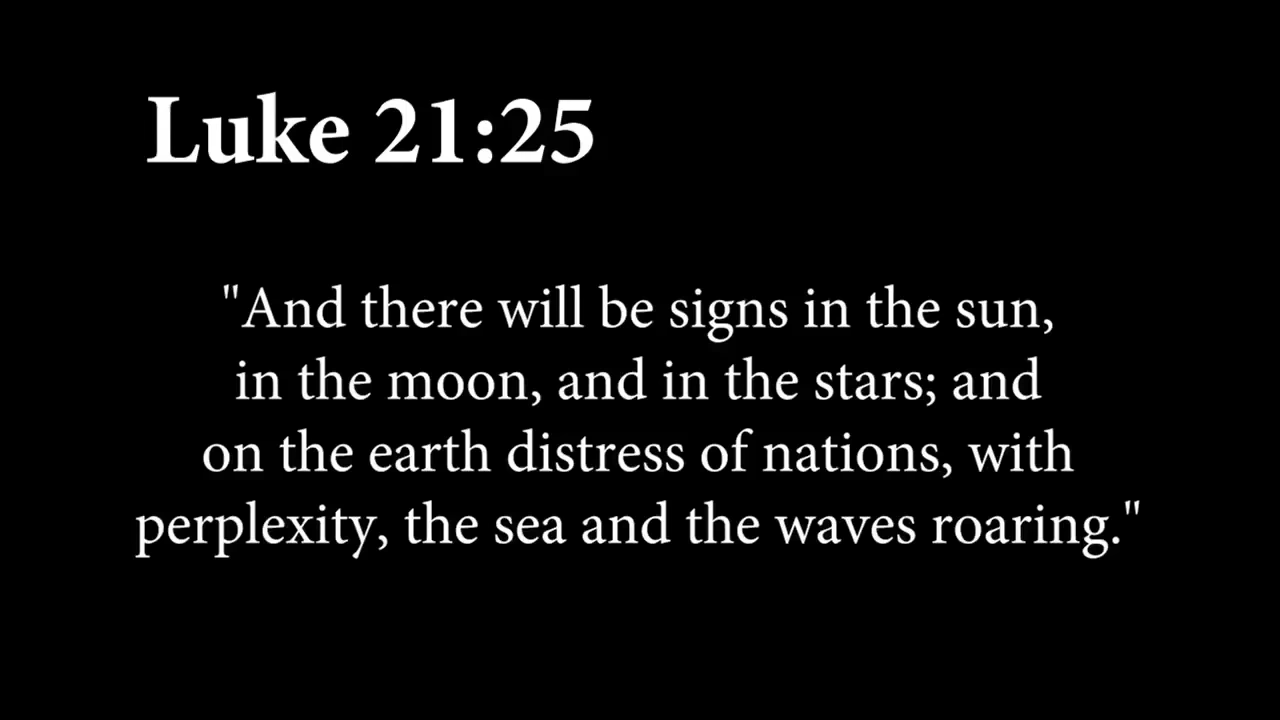 Luke 21:25
"And there will be signs in the sun,
in the moon, and in the stars; and
on the earth distress of nations, with
perplexity, the sea and the waves roaring."